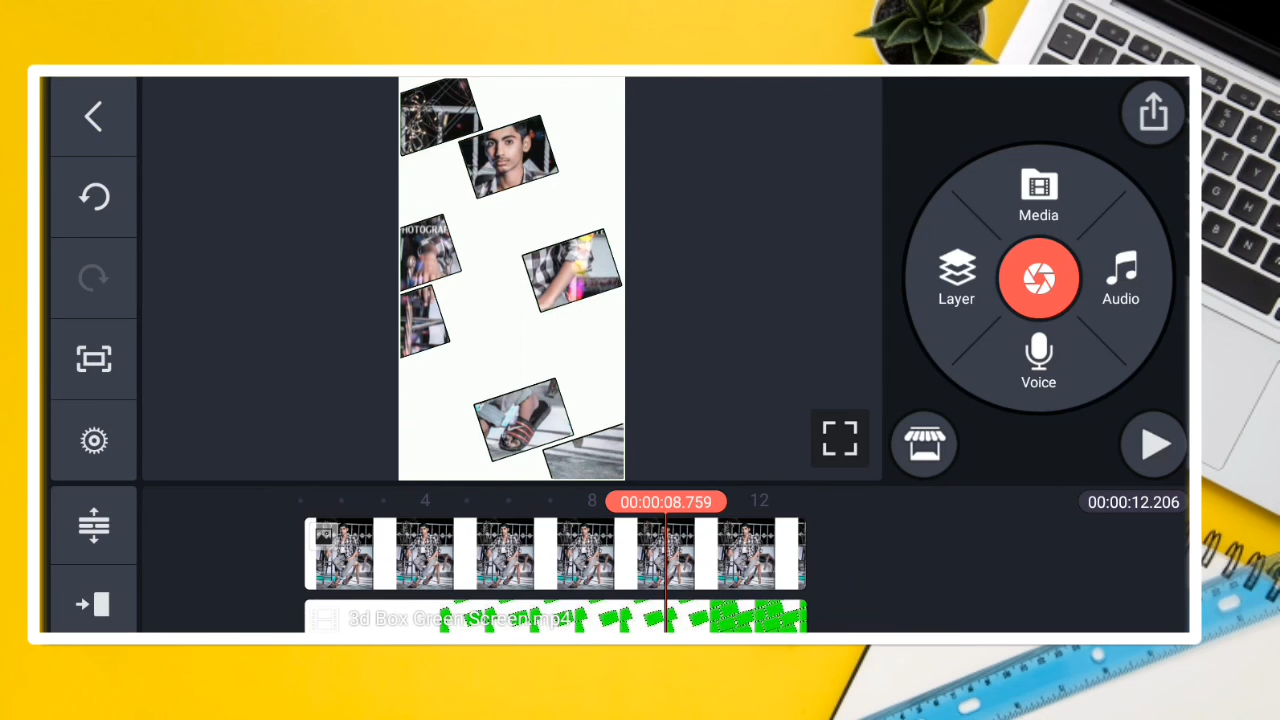 Media
Layer
Audio
Voice
HOTOGRAF
4
8
00:00:08.759
12
00:00:12.206
3d Box Green Screen.mp4